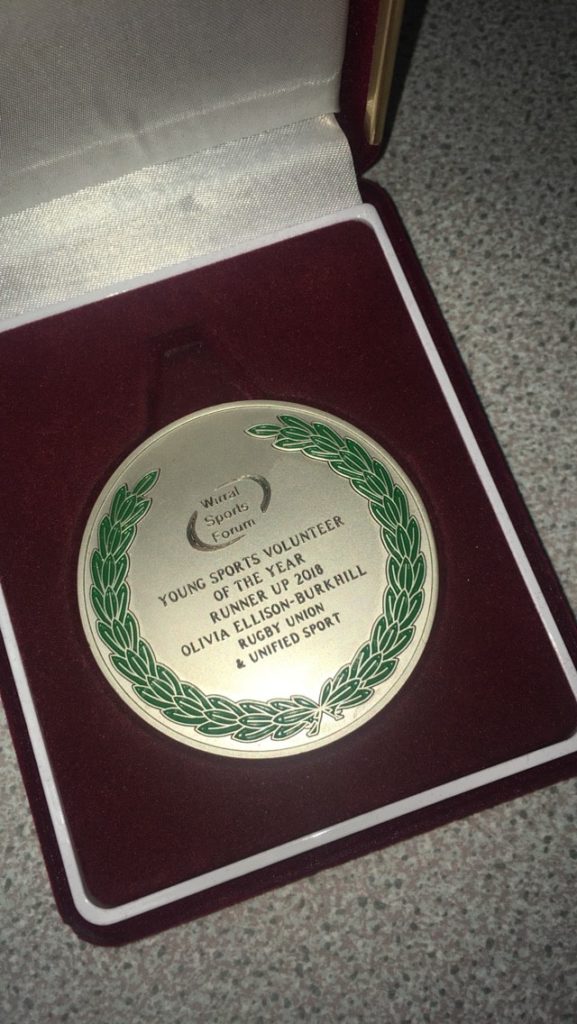 Wirral
Sports
Forum
YOUNG SPORTS VOLUNTEER
OF THE YEAR
RUNNER UP 2018
OLIVIA ELLISON-BURKHILL
RUGBY UNION
& UNIFIED SPORT